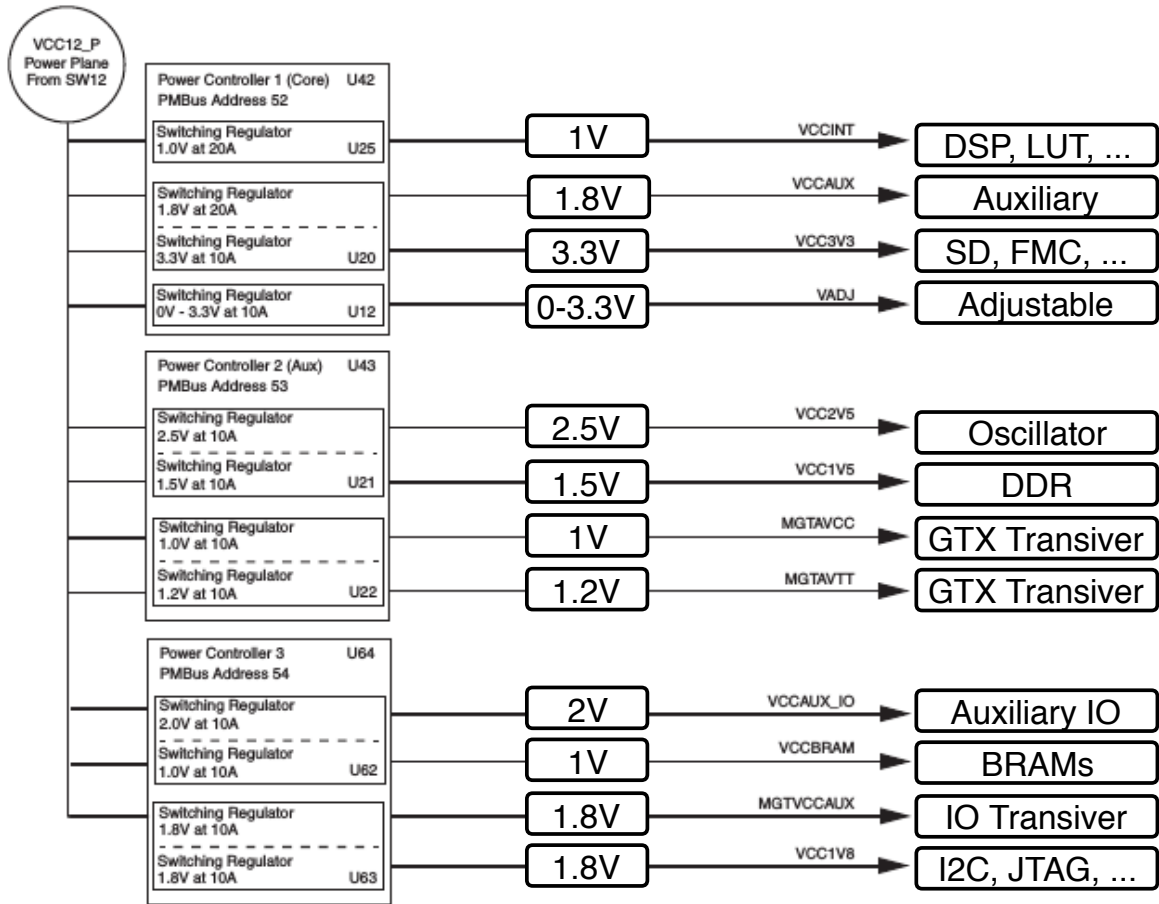 VCC12_P
Power Plane
From SW12
Power Controller 1 (Core) U42
PMBus Address 52
Switching Regulator
1.0V at 20A U25
1V
VCCINT
DSP, LUT, ...
Switching Regulator
1.8V at 20A
1.8V
VCCAUX
Auxiliary
Switching Regulator
3.3V at 10A U20
3.3V
VCC3V3
SD, FMC, ...
Switching Regulator
0V - 3.3V at 10A U12
0-3.3V
VADJ
Adjustable
Power Controller 2 (Aux) U43
PMBus Address 53
Switching Regulator
2.5V at 10A
2.5V
VCC2V5
Oscillator
Switching Regulator
1.5V at 10A U21
1.5V
VCC1V5
DDR
Switching Regulator
1.0V at 10A
1V
MGTAVCC
GTX Transiver
Switching Regulator
1.2V at 10A U22
1.2V
MGTAVTT
GTX Transiver
Power Controller 3 U64
PMBus Address 54
Switching Regulator
2.0V at 10A
2V
VCCAUX_IO
Auxiliary IO
Switching Regulator
1.0V at 10A U62
1V
VCCBRAM
BRAMs
Switching Regulator
1.8V at 10A
1.8V
MGTVCCAUX
IO Transiver
Switching Regulator
1.8V at 10A U63
1.8V
VCC1V8
I2C, JTAG, ...